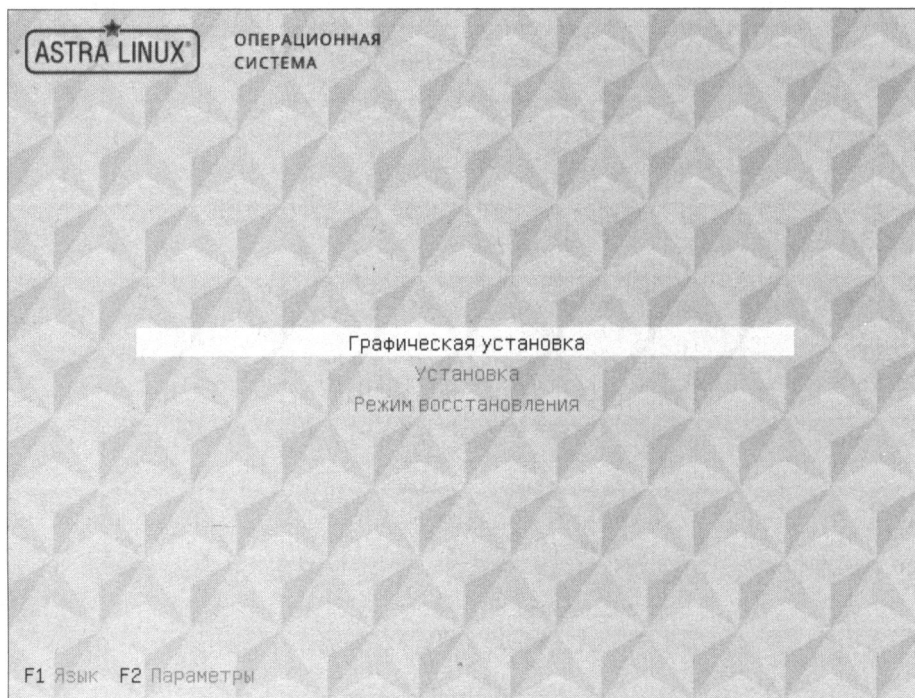 ASTRA LINUX®
ОПЕРАЦИОННАЯ
СИСТЕМА
Графическая установка
Установка
Режим восстановления
F1 Язык F2 Параметры